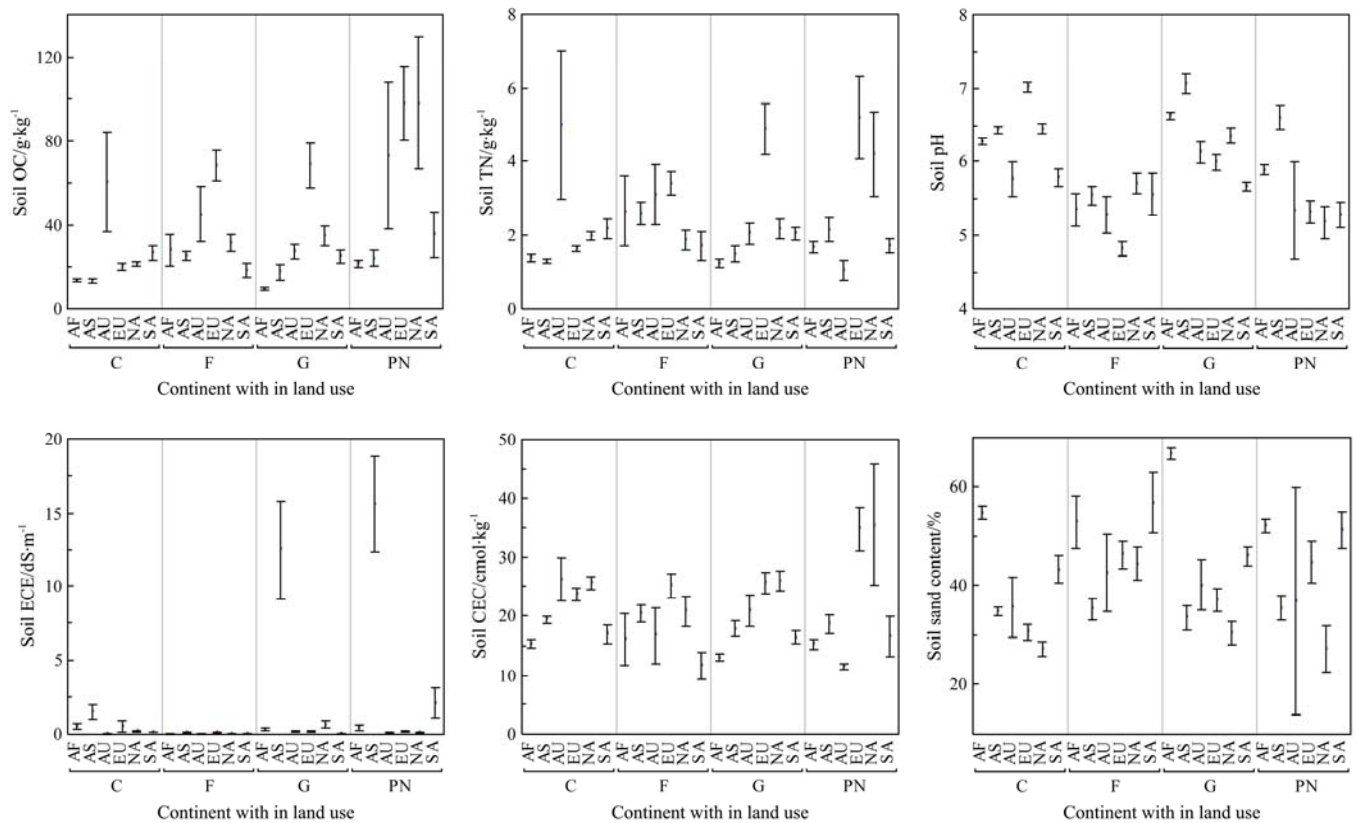 Soil OC/g·kg⁻¹
120
80
40
0
AF AS AU EU NA SA AF AS AU EU NA SA AF AS AU EU NA SA AF AS AU EU NA SA
C F G PN
Continent with in land use
Soil TN/g·kg⁻¹
8
6
4
2
0
AF AS AU EU NA SA AF AS AU EU NA SA AF AS AU EU NA SA AF AS AU EU NA SA
C F G PN
Continent with in land use
Soil pH
8
7
6
5
4
AF AS AU EU NA SA AF AS AU EU NA SA AF AS AU EU NA SA AF AS AU EU NA SA
C F G PN
Continent with in land use
Soil ECE/dS·m⁻¹
20
15
10
5
0
AF AS AU EU NA SA AF AS AU EU NA SA AF AS AU EU NA SA AF AS AU EU NA SA
C F G PN
Continent with in land use
Soil CEC/cmol·kg⁻¹
50
40
30
20
10
0
AF AS AU EU NA SA AF AS AU EU NA SA AF AS AU EU NA SA AF AS AU EU NA SA
C F G PN
Continent with in land use
Soil sand content/%
60
40
20
AF AS AU EU NA SA AF AS AU EU NA SA AF AS AU EU NA SA AF AS AU EU NA SA
C F G PN
Continent with in land use